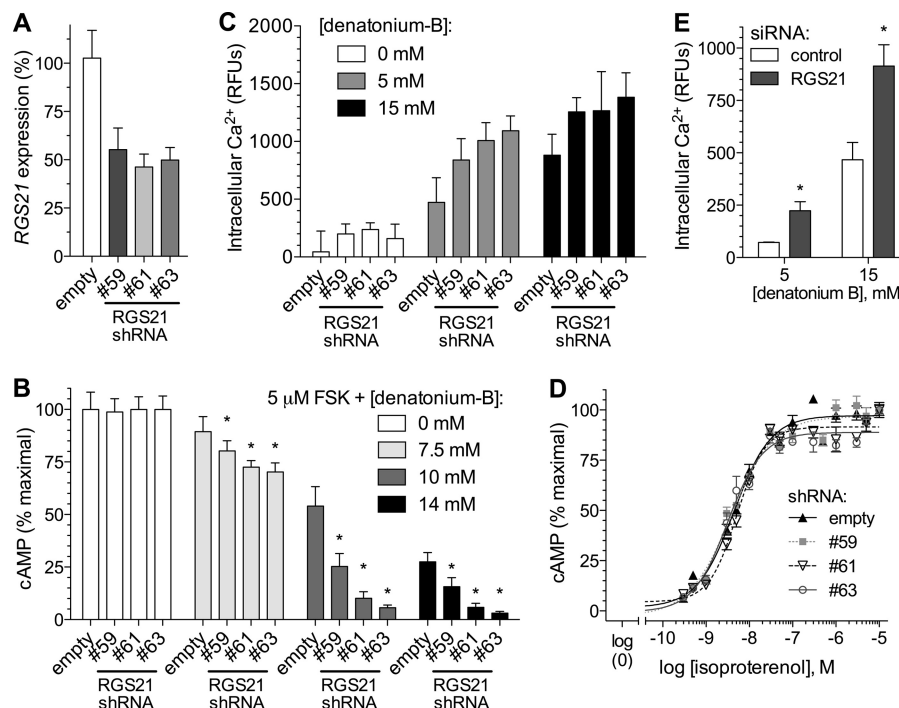 A
RGS21 expression (%)
100
75
50
25
0
empty
#59
#61
#63
RGS21
shRNA
C
[denatonium-B]:
0 mM
5 mM
15 mM
Intracellular Ca2+ (RFUs)
2000
1500
1000
500
0
empty
#59
#61
#63
empty
#59
#61
#63
empty
#59
#61
#63
RGS21
shRNA
RGS21
shRNA
RGS21
shRNA
E
siRNA:
control
RGS21
Intracellular Ca2+ (RFUs)
1000
750
500
250
0
*
*
5
15
[denatonium B], mM
B
5 µM FSK + [denatonium-B]:
0 mM
7.5 mM
10 mM
14 mM
cAMP (% maximal)
100
75
50
25
0
* * *
* * *
* * *
empty
#59
#61
#63
empty
#59
#61
#63
empty
#59
#61
#63
empty
#59
#61
#63
RGS21
shRNA
RGS21
shRNA
RGS21
shRNA
RGS21
shRNA
D
cAMP (% maximal)
100
75
50
25
0
shRNA:
empty
#59
#61
#63
log
(0)
-10 -9 -8 -7 -6 -5
log [isoproterenol], M